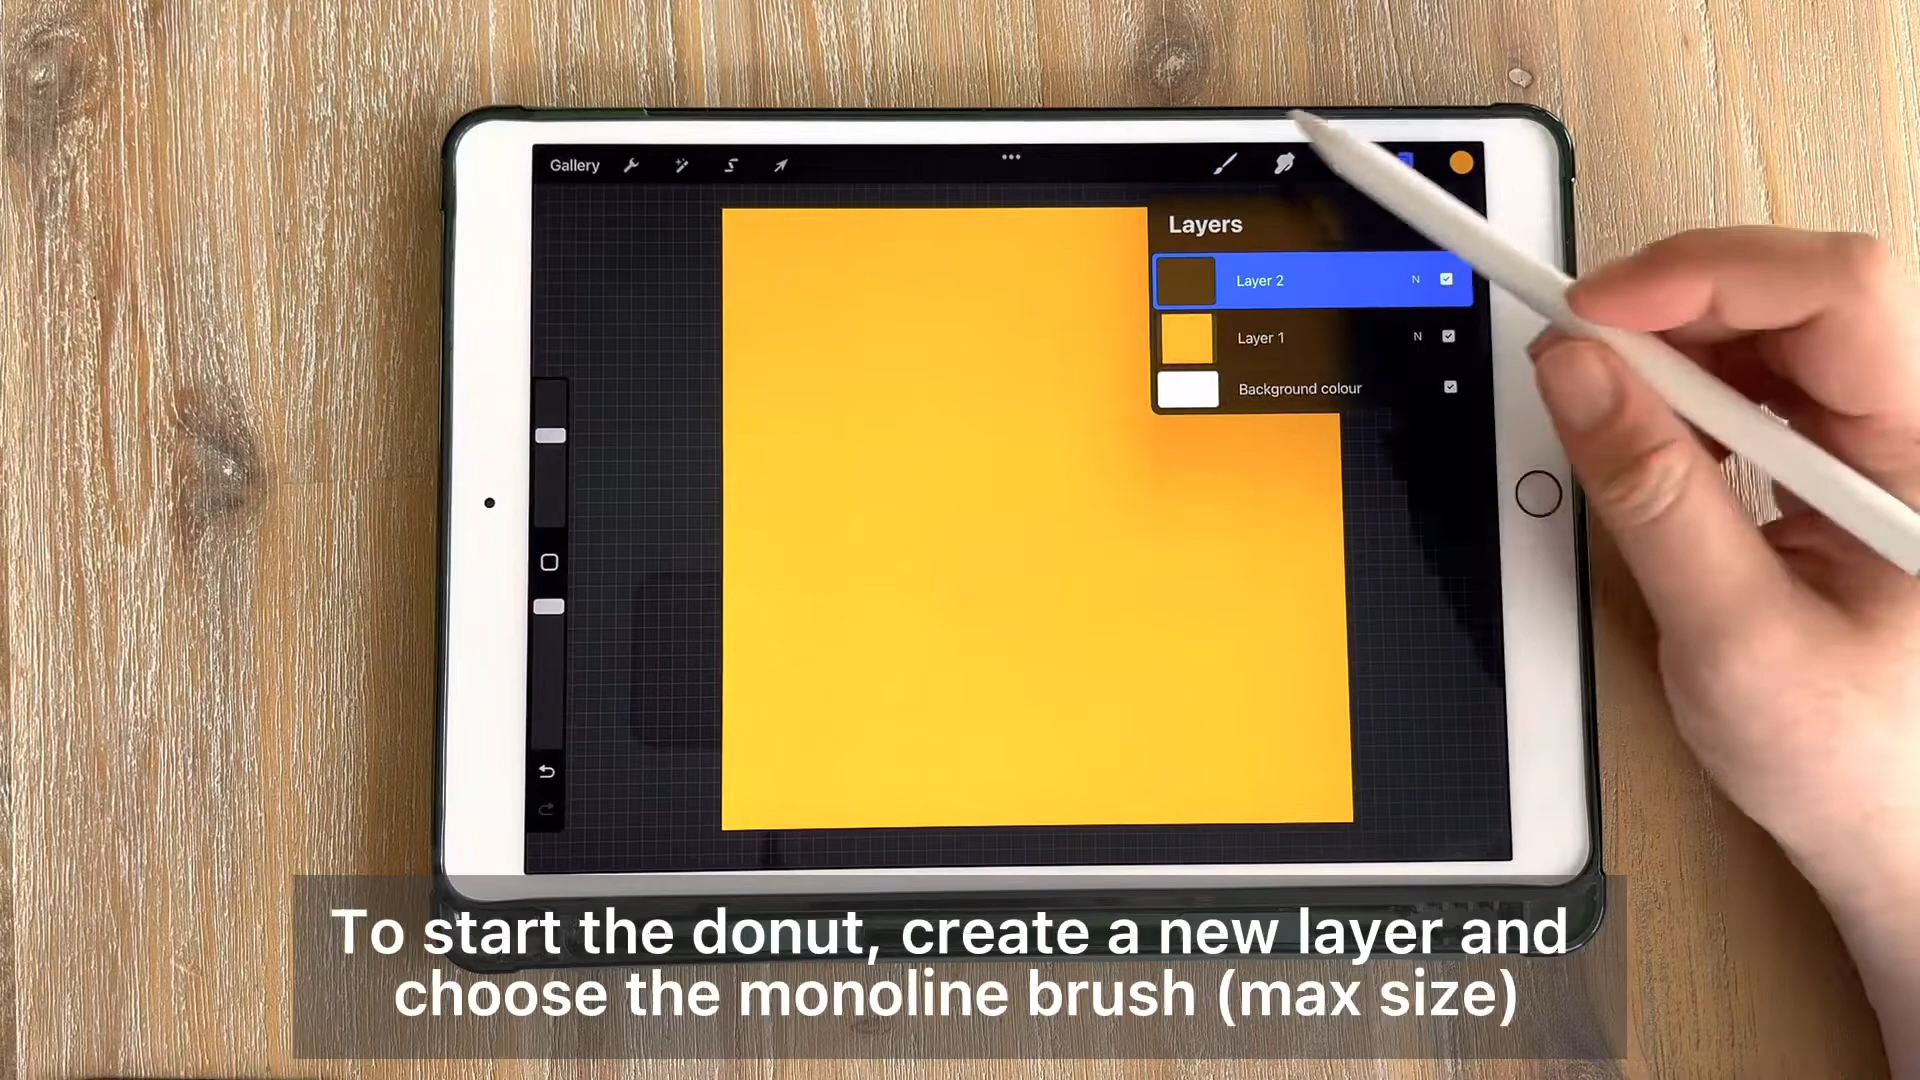 Gallery
Layers
Layer 2 N
Layer 1 N
Background colour
To start the donut, create a new layer and
choose the monoline brush (max size)